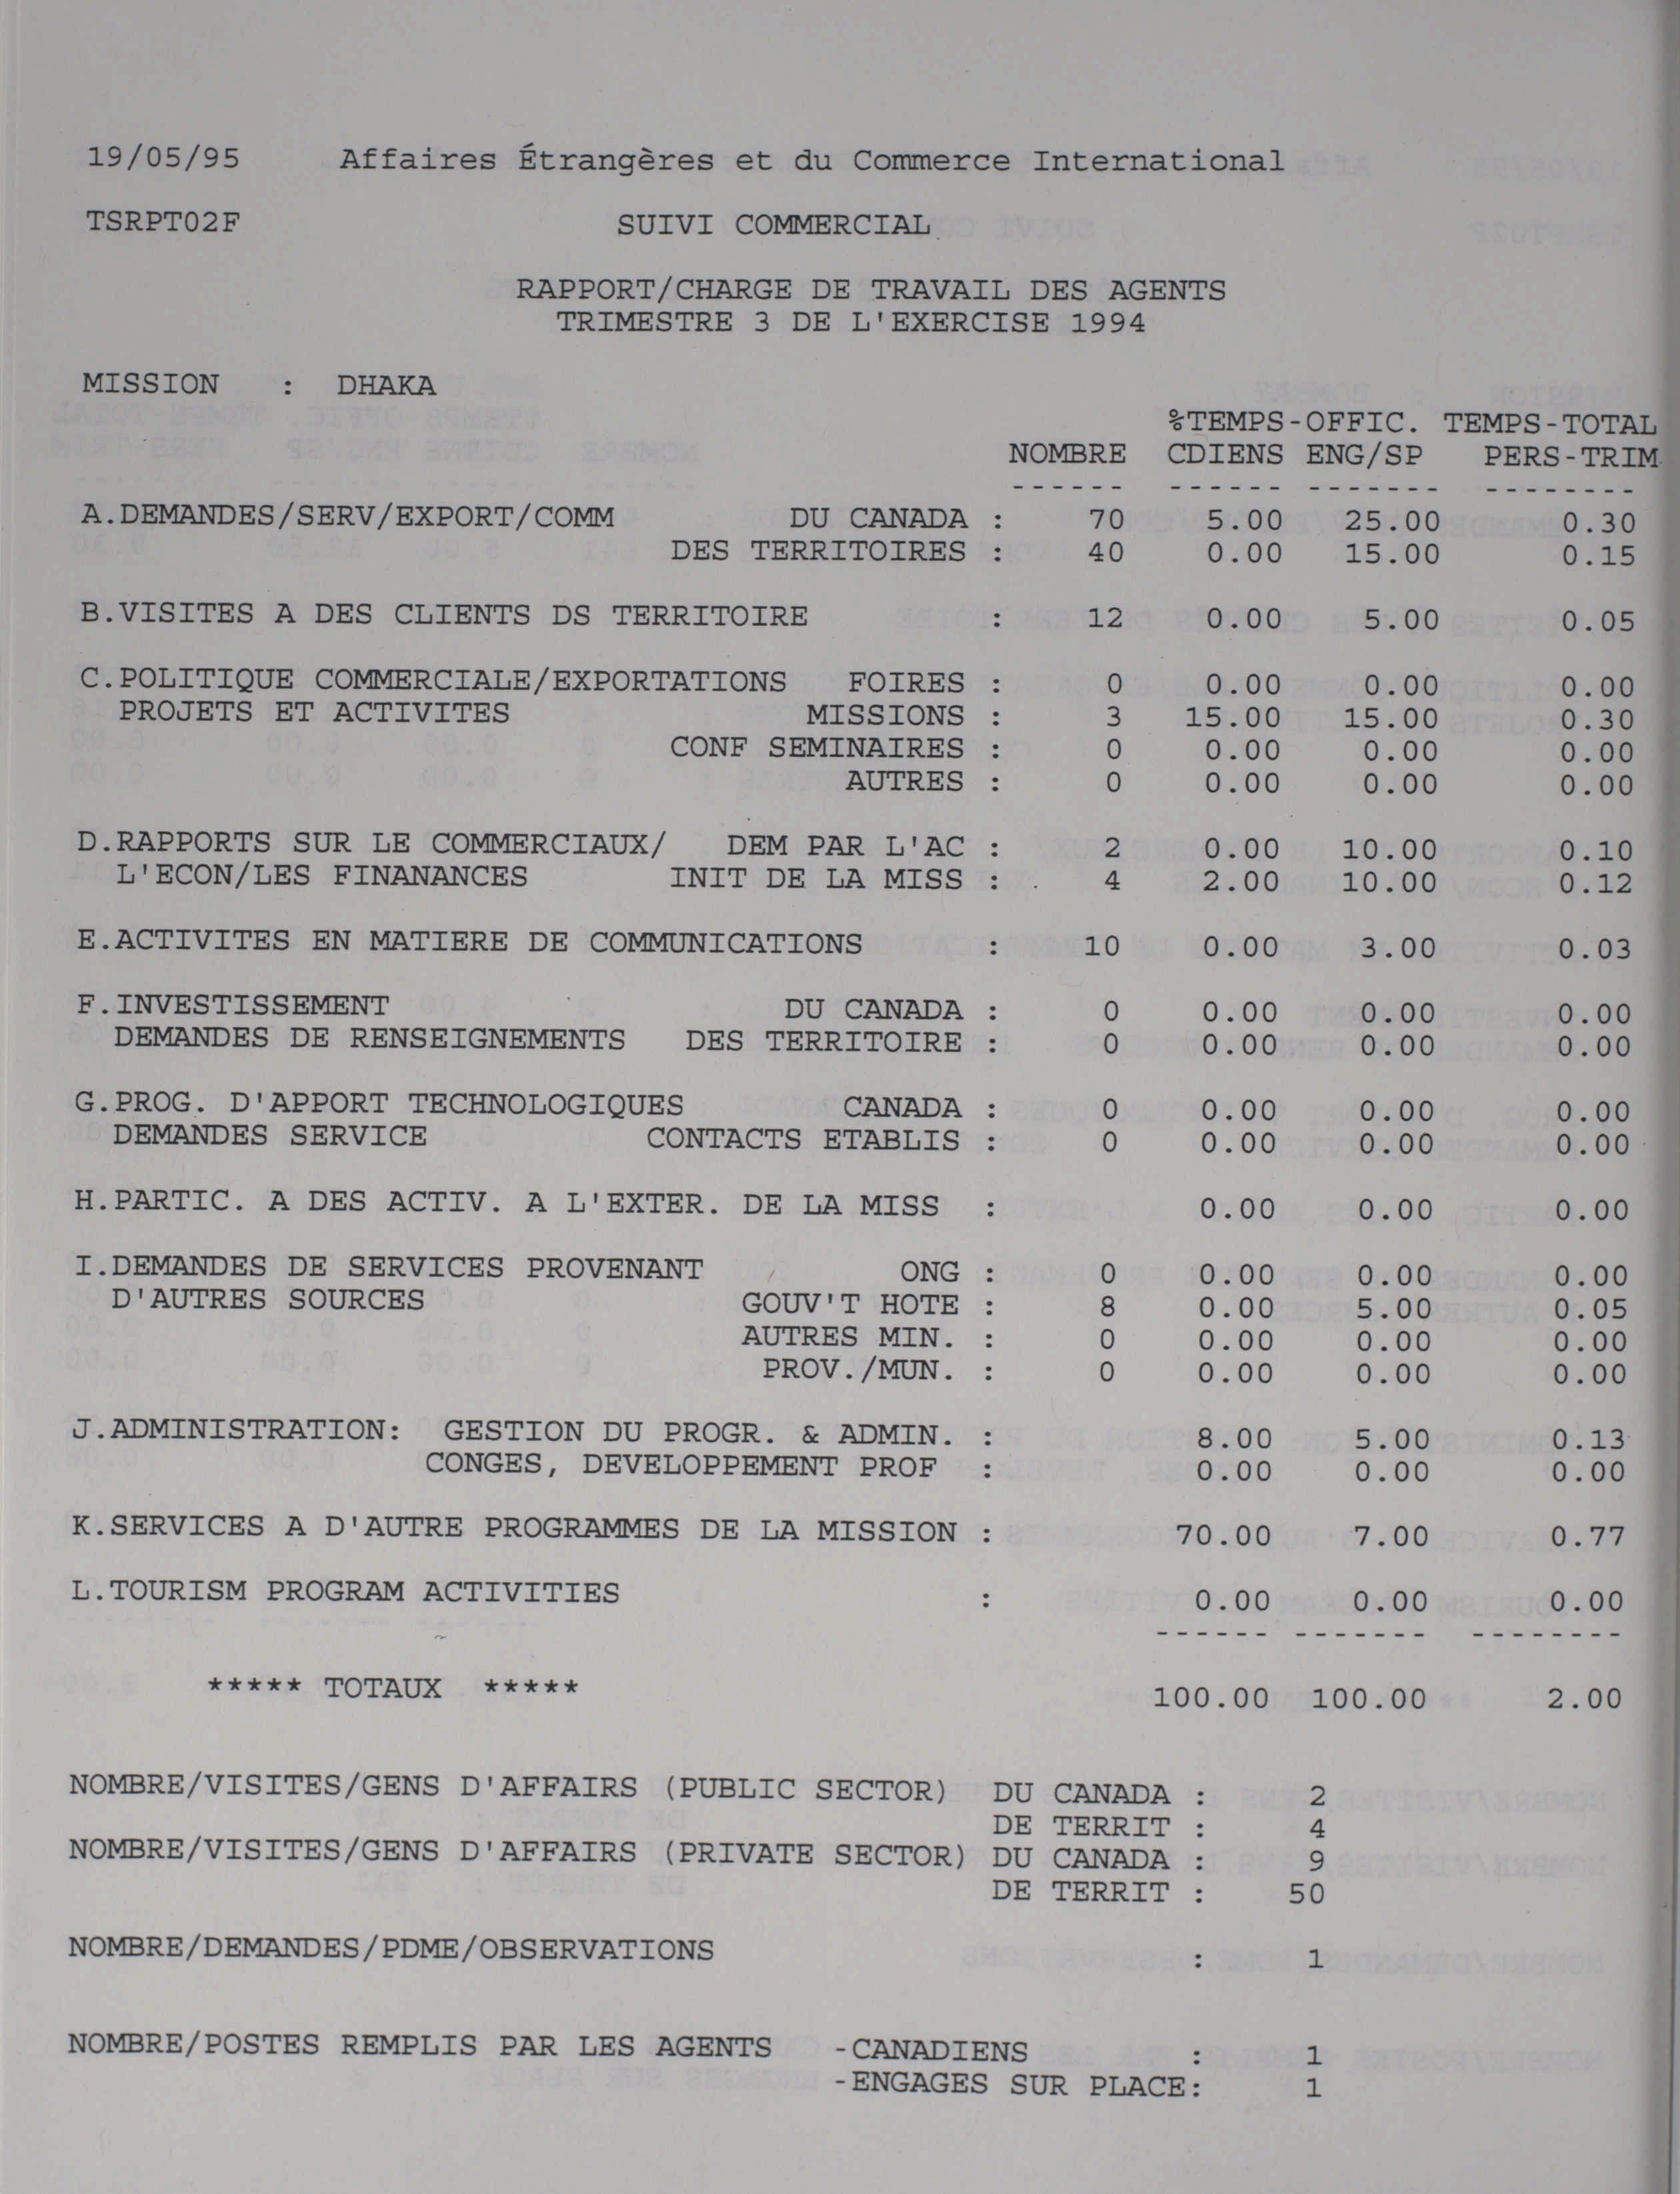 19/05/95 Affaires Étrangères et du Commerce International
TSRPT02F SUIVI COMMERCIAL
RAPPORT/CHARGE DE TRAVAIL DES AGENTS
TRIMESTRE 3 DE L'EXERCISE 1994
MISSION : DHAKA
%TEMPS-OFFIC. TEMPS-TOTAL
NOMBRE CDIENS ENG/SP PERS-TRIM
------ ------ ------- --------
A.DEMANDES/SERV/EXPORT/COMM DU CANADA : 70 5.00 25.00 0.30
DES TERRITOIRES : 40 0.00 15.00 0.15
B.VISITES A DES CLIENTS DS TERRITOIRE : 12 0.00 5.00 0.05
C.POLITIQUE COMMERCIALE/EXPORTATIONS FOIRES : 0 0.00 0.00 0.00
PROJETS ET ACTIVITES MISSIONS : 3 15.00 15.00 0.30
CONF SEMINAIRES : 0 0.00 0.00 0.00
AUTRES : 0 0.00 0.00 0.00
D.RAPPORTS SUR LE COMMERCIAUX/ DEM PAR L'AC : 2 0.00 10.00 0.10
L'ECON/LES FINANANCES INIT DE LA MISS : 4 2.00 10.00 0.12
E.ACTIVITES EN MATIERE DE COMMUNICATIONS : 10 0.00 3.00 0.03
F.INVESTISSEMENT DU CANADA : 0 0.00 0.00 0.00
DEMANDES DE RENSEIGNEMENTS DES TERRITOIRE : 0 0.00 0.00 0.00
G.PROG. D'APPORT TECHNOLOGIQUES CANADA : 0 0.00 0.00 0.00
DEMANDES SERVICE CONTACTS ETABLIS : 0 0.00 0.00 0.00
H.PARTIC. A DES ACTIV. A L'EXTER. DE LA MISS : 0.00 0.00 0.00
I.DEMANDES DE SERVICES PROVENANT ONG : 0 0.00 0.00 0.00
D'AUTRES SOURCES GOUV'T HOTE : 8 0.00 5.00 0.05
AUTRES MIN. : 0 0.00 0.00 0.00
PROV./MUN. : 0 0.00 0.00 0.00
J.ADMINISTRATION: GESTION DU PROGR. & ADMIN. : 8.00 5.00 0.13
CONGES, DEVELOPPEMENT PROF : 0.00 0.00 0.00
K.SERVICES A D'AUTRE PROGRAMMES DE LA MISSION : 70.00 7.00 0.77
L.TOURISM PROGRAM ACTIVITIES : 0.00 0.00 0.00
------ ------- --------
***** TOTAUX ***** 100.00 100.00 2.00
NOMBRE/VISITES/GENS D'AFFAIRS (PUBLIC SECTOR) DU CANADA : 2
DE TERRIT : 4
NOMBRE/VISITES/GENS D'AFFAIRS (PRIVATE SECTOR) DU CANADA : 9
DE TERRIT : 50
NOMBRE/DEMANDES/PDME/OBSERVATIONS : 1
NOMBRE/POSTES REMPLIS PAR LES AGENTS -CANADIENS : 1
-ENGAGES SUR PLACE: 1